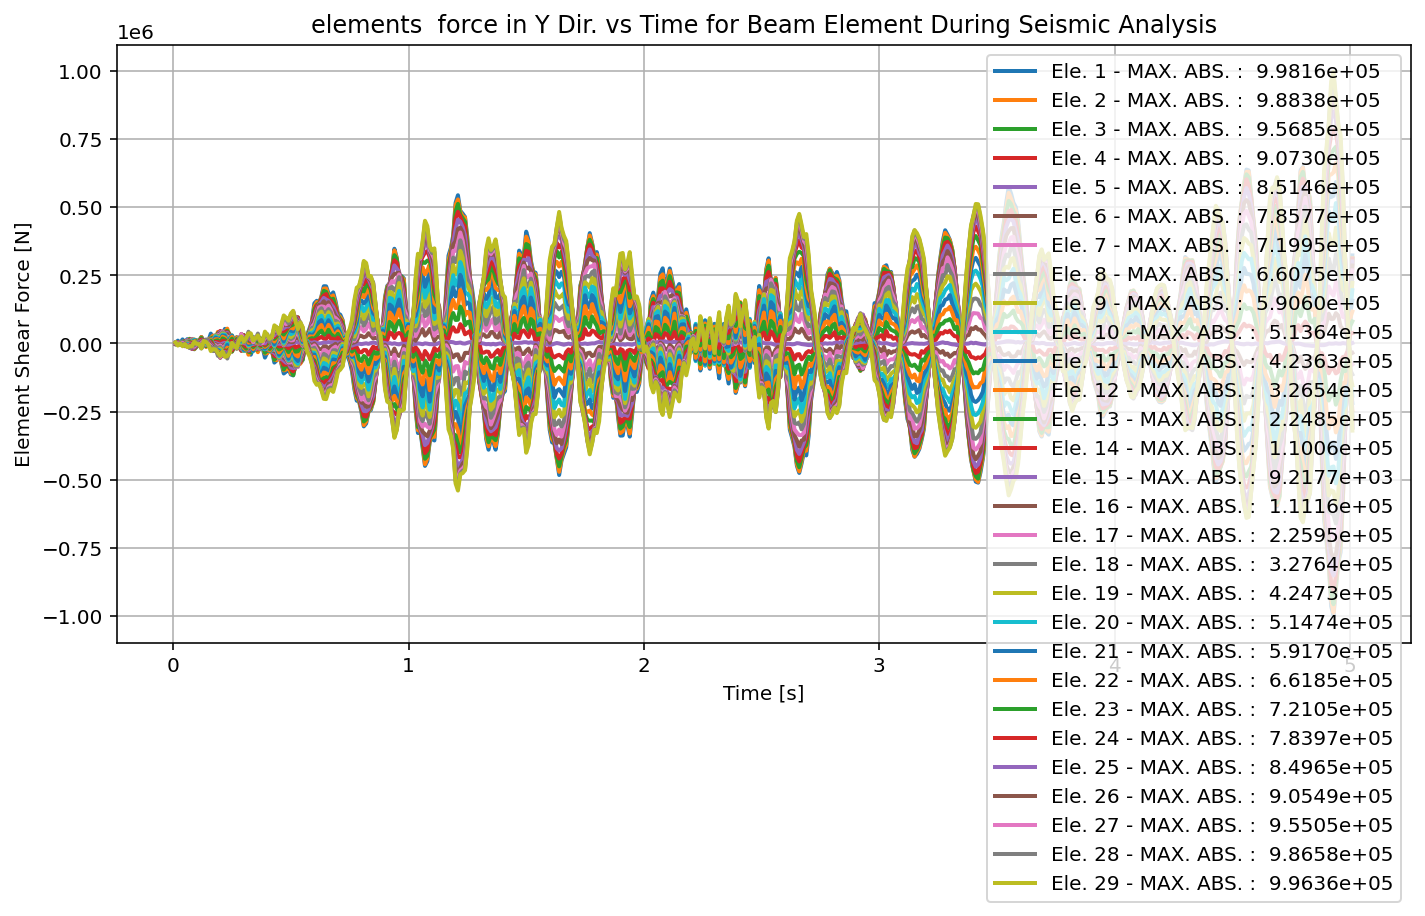 elements  force in Y Dir. vs Time for Beam Element During Seismic Analysis
1e6
1.00
0.75
0.50
0.25
0.00
−0.25
−0.50
−0.75
−1.00
Element Shear Force [N]
0 1 2 3 4 5
Time [s]
Ele. 1 - MAX. ABS. :  9.9816e+05
Ele. 2 - MAX. ABS. :  9.8838e+05
Ele. 3 - MAX. ABS. :  9.5685e+05
Ele. 4 - MAX. ABS. :  9.0730e+05
Ele. 5 - MAX. ABS. :  8.5146e+05
Ele. 6 - MAX. ABS. :  7.8577e+05
Ele. 7 - MAX. ABS. :  7.1995e+05
Ele. 8 - MAX. ABS. :  6.6075e+05
Ele. 9 - MAX. ABS. :  5.9060e+05
Ele. 10 - MAX. ABS. :  5.1364e+05
Ele. 11 - MAX. ABS. :  4.2363e+05
Ele. 12 - MAX. ABS. :  3.2654e+05
Ele. 13 - MAX. ABS. :  2.2485e+05
Ele. 14 - MAX. ABS. :  1.1006e+05
Ele. 15 - MAX. ABS. :  9.2177e+03
Ele. 16 - MAX. ABS. :  1.1116e+05
Ele. 17 - MAX. ABS. :  2.2595e+05
Ele. 18 - MAX. ABS. :  3.2764e+05
Ele. 19 - MAX. ABS. :  4.2473e+05
Ele. 20 - MAX. ABS. :  5.1474e+05
Ele. 21 - MAX. ABS. :  5.9170e+05
Ele. 22 - MAX. ABS. :  6.6185e+05
Ele. 23 - MAX. ABS. :  7.2105e+05
Ele. 24 - MAX. ABS. :  7.8397e+05
Ele. 25 - MAX. ABS. :  8.4965e+05
Ele. 26 - MAX. ABS. :  9.0549e+05
Ele. 27 - MAX. ABS. :  9.5505e+05
Ele. 28 - MAX. ABS. :  9.8658e+05
Ele. 29 - MAX. ABS. :  9.9636e+05